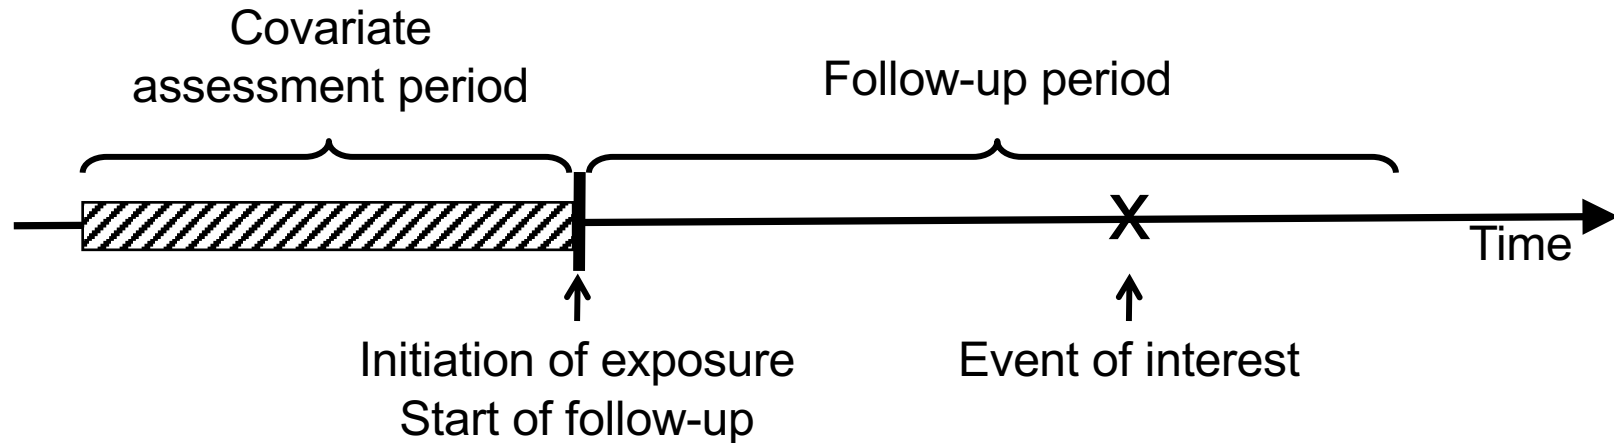 Covariate
assessment period
Follow-up period
X
Time
Initiation of exposure
Start of follow-up
Event of interest